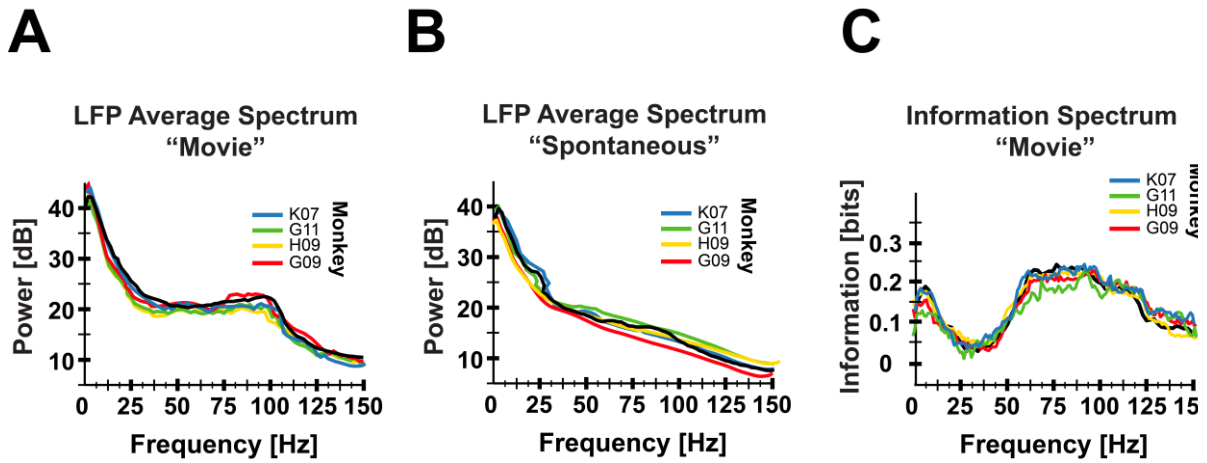 A
LFP Average Spectrum
“Movie”
Power [dB]
40
30
20
10
K07
G11
H09
G09
Monkey
0 25 50 75 100 125 150
Frequency [Hz]
B
LFP Average Spectrum
“Spontaneous”
Power [dB]
40
30
20
10
K07
G11
H09
G09
Monkey
0 25 50 75 100 125 150
Frequency [Hz]
C
Information Spectrum
“Movie”
Information [bits]
0.3
0.2
0.1
0
K07
G11
H09
G09
Monkey
0 25 50 75 100 125 15
Frequency [Hz]